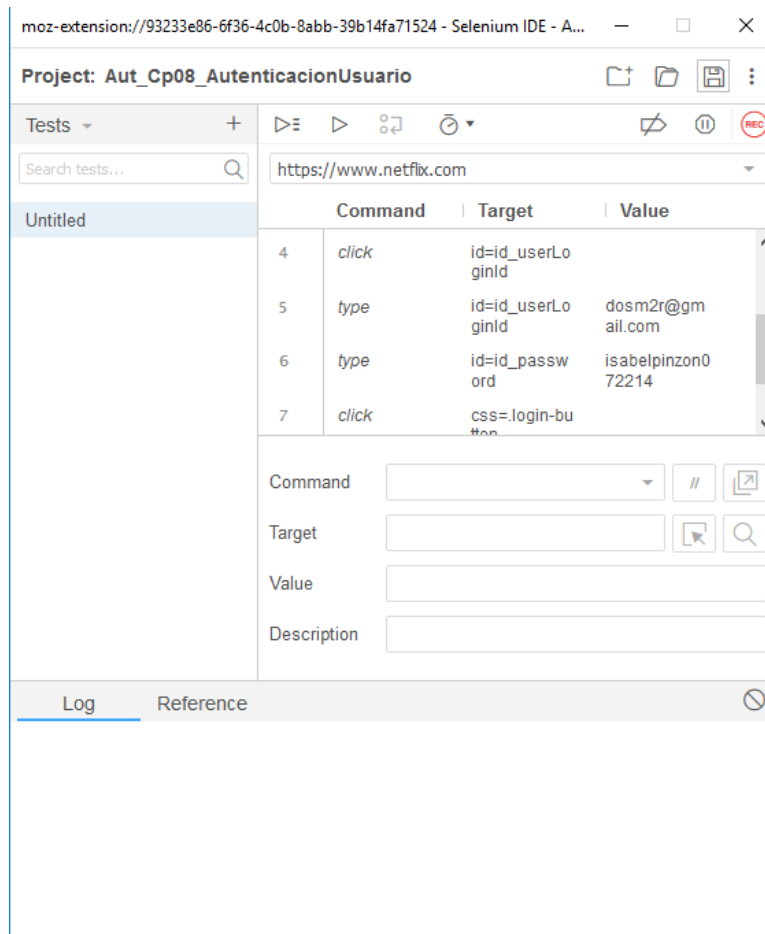 moz-extension://93233e86-6f36-4c0b-8abb-39b14fa71524 - Selenium IDE - A...
Project: Aut_Cp08_AutenticacionUsuario
Tests
REC
Search tests...
https://www.netflix.com
Untitled
Command Target Value
4 click id=id_userLo
ginId
5 type id=id_userLo dosm2r@gm
ginId ail.com
6 type id=id_passw isabelpinzon0
ord 72214
7 click css=.login-bu
tton
Command
//
Target
Value
Description
Log Reference